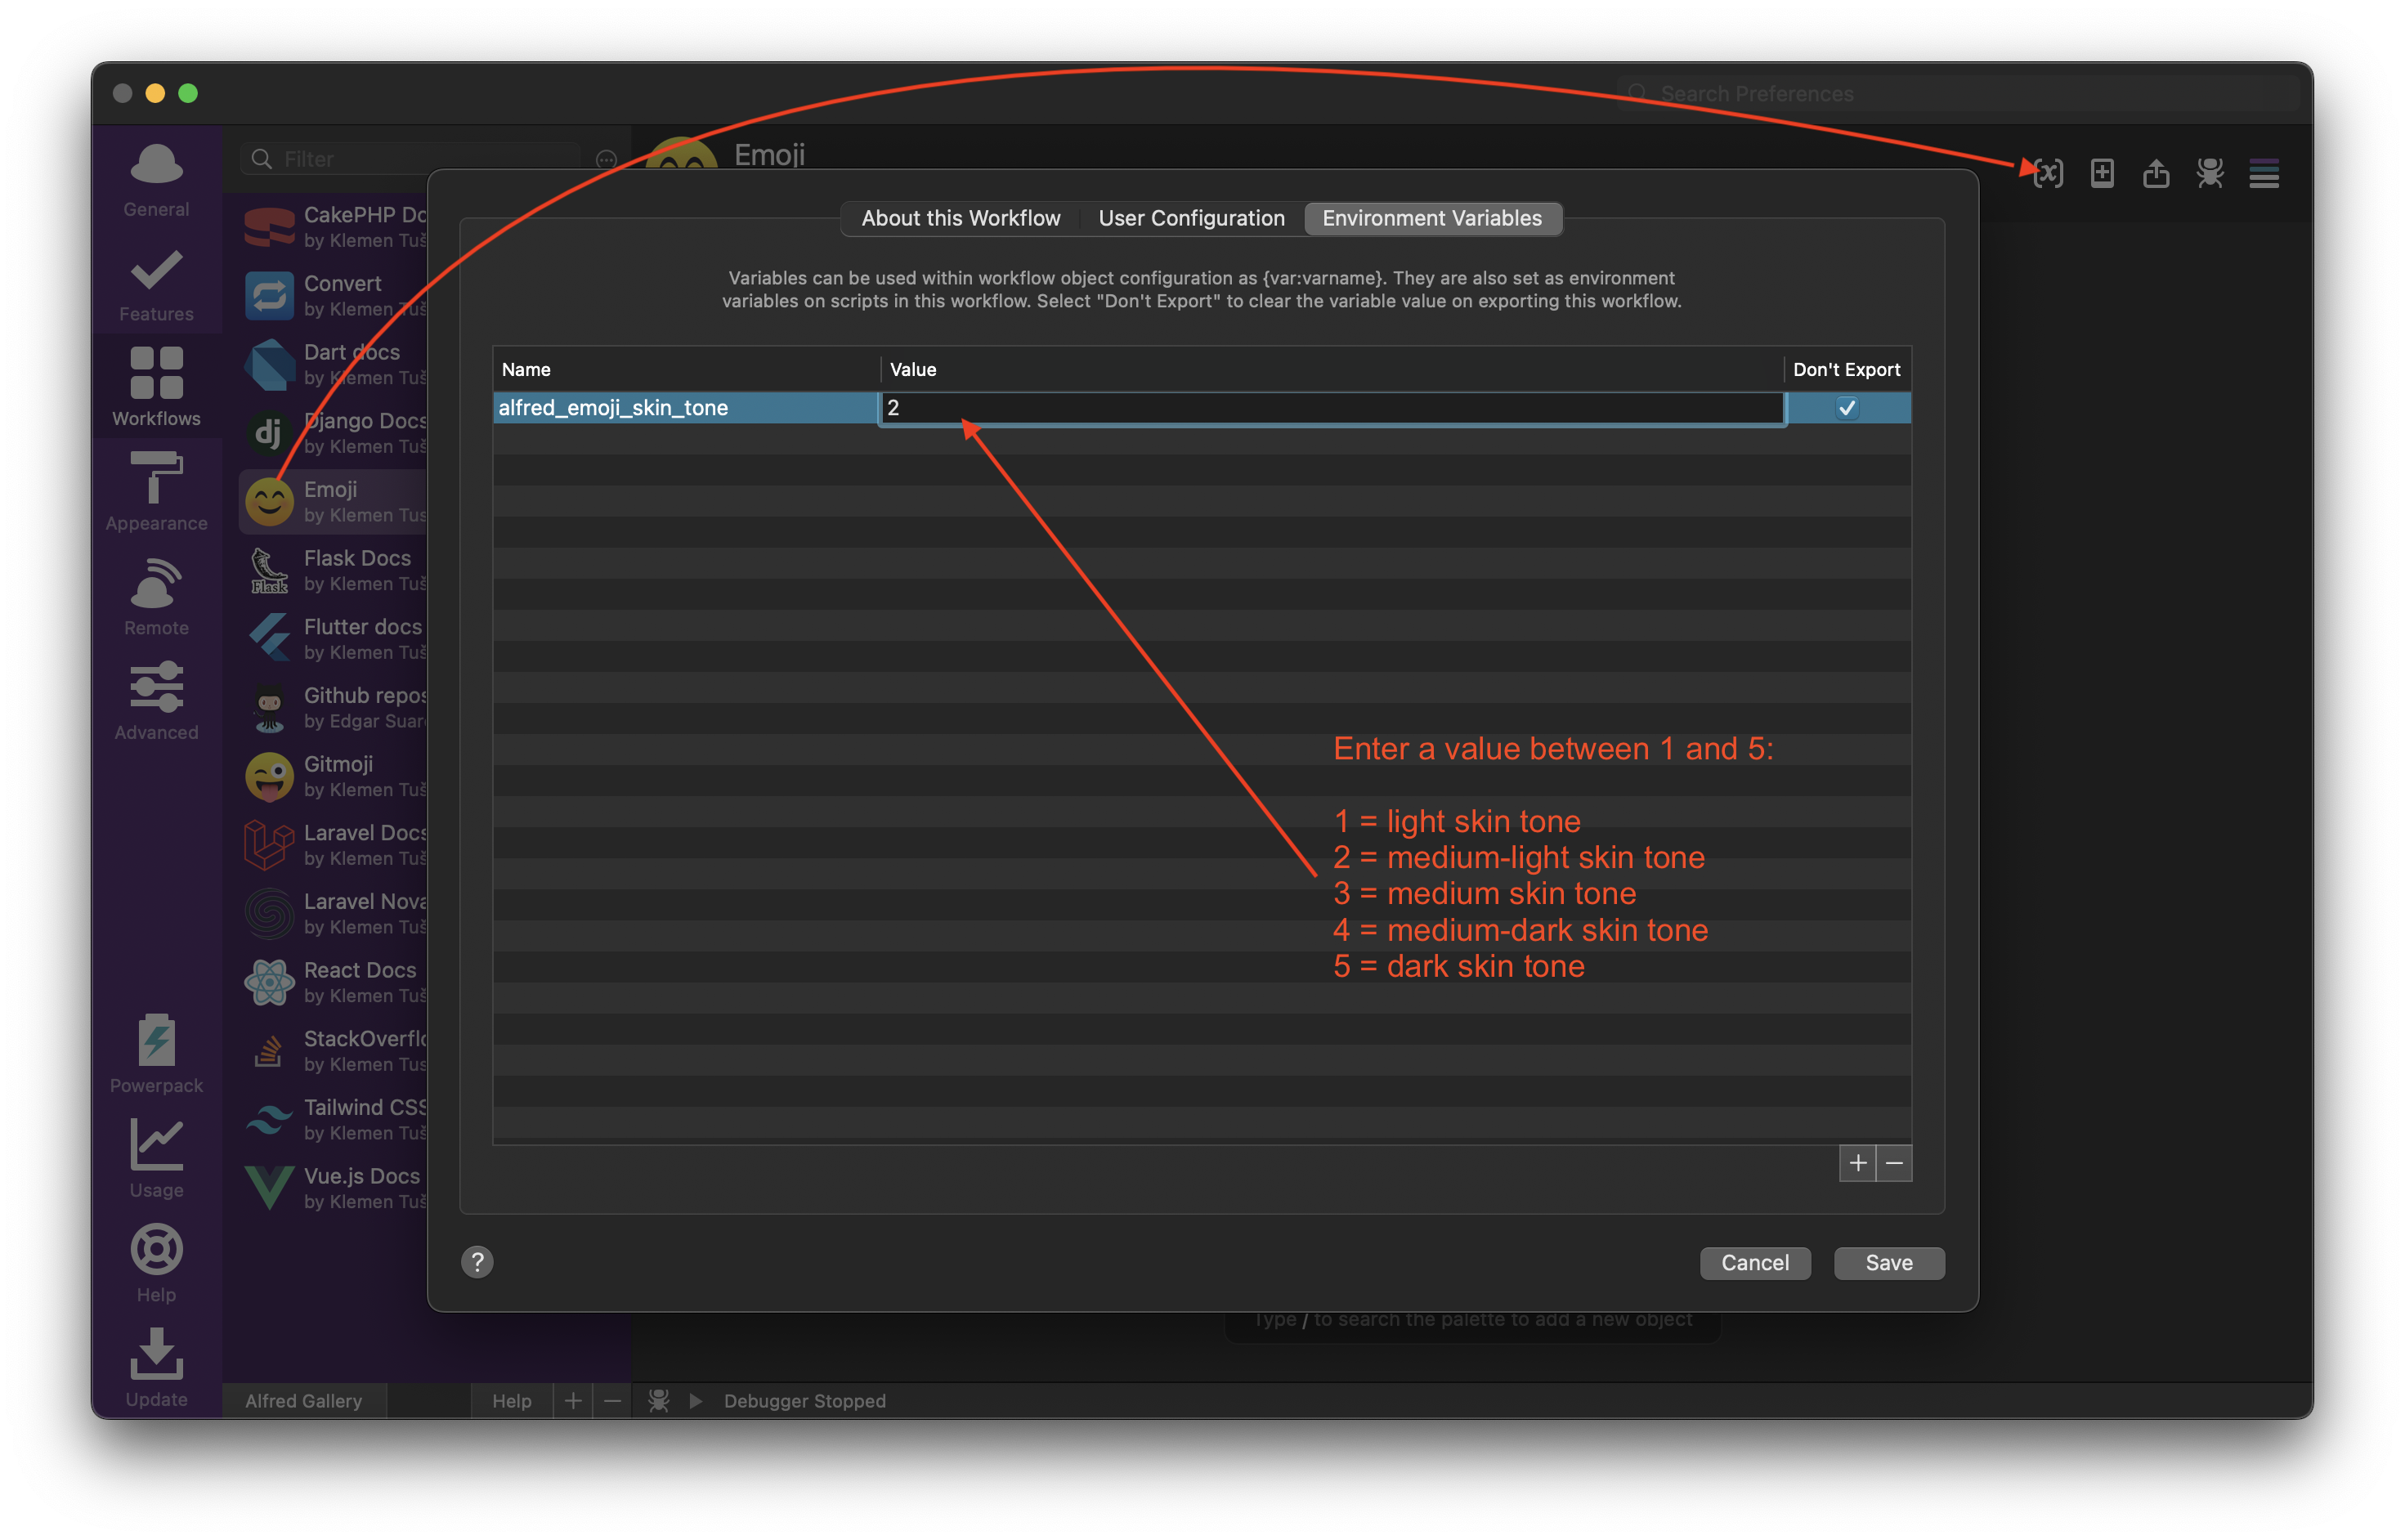 Search Preferences
Filter
Emoji
General
Features
Workflows
Appearance
Remote
Advanced
Powerpack
Usage
Help
Update
CakePHP Do
by Klemen Tuš
Convert
by Klemen Tuš
Dart docs
by Klemen Tuš
dj
Django Docs
by Klemen Tuš
Emoji
by Klemen Tus
Flask
Flask Docs
by Klemen Tuš
Flutter docs
by Klemen Tuš
Github repos
by Edgar Suar
Gitmoji
by Klemen Tuš
Laravel Docs
by Klemen Tuš
Laravel Nova
by Klemen Tuš
React Docs
by Klemen Tuš
StackOverflo
by Klemen Tus
Tailwind CSS
by Klemen Tuš
Vue.js Docs
by Klemen Tuš
About this Workflow
User Configuration
Environment Variables
Variables can be used within workflow object configuration as {var:varname}. They are also set as environment
variables on scripts in this workflow. Select "Don't Export" to clear the variable value on exporting this workflow.
Name Value Don't Export
alfred_emoji_skin_tone 2
Enter a value between 1 and 5:
1 = light skin tone
2 = medium-light skin tone
3 = medium skin tone
4 = medium-dark skin tone
5 = dark skin tone
+ −
?
Cancel
Save
Type / to search the palette to add a new object
Alfred Gallery
Help
+ −
Debugger Stopped
{x}